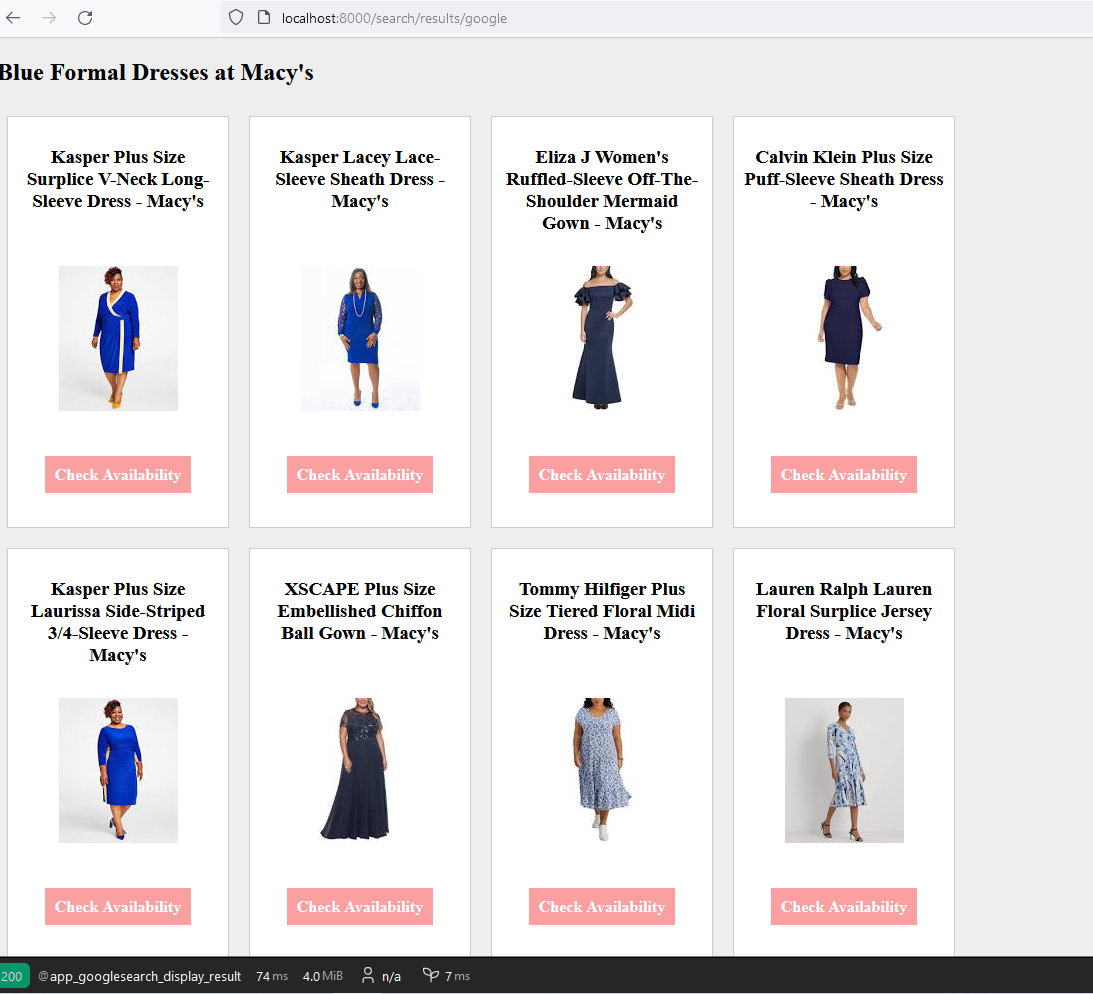 localhost:8000/search/results/google
Blue Formal Dresses at Macy's
Kasper Plus Size
Surplice V-Neck Long-
Sleeve Dress - Macy's
Check Availability
Kasper Lacey Lace-
Sleeve Sheath Dress -
Macy's
Check Availability
Eliza J Women's
Ruffled-Sleeve Off-The-
Shoulder Mermaid
Gown - Macy's
Check Availability
Calvin Klein Plus Size
Puff-Sleeve Sheath Dress
- Macy's
Check Availability
Kasper Plus Size
Laurissa Side-Striped
3/4-Sleeve Dress -
Macy's
Check Availability
XSCAPE Plus Size
Embellished Chiffon
Ball Gown - Macy's
Check Availability
Tommy Hilfiger Plus
Size Tiered Floral Midi
Dress - Macy's
Check Availability
Lauren Ralph Lauren
Floral Surplice Jersey
Dress - Macy's
Check Availability
200 @app_googlesearch_display_result 74 ms 4.0 MiB n/a 7 ms